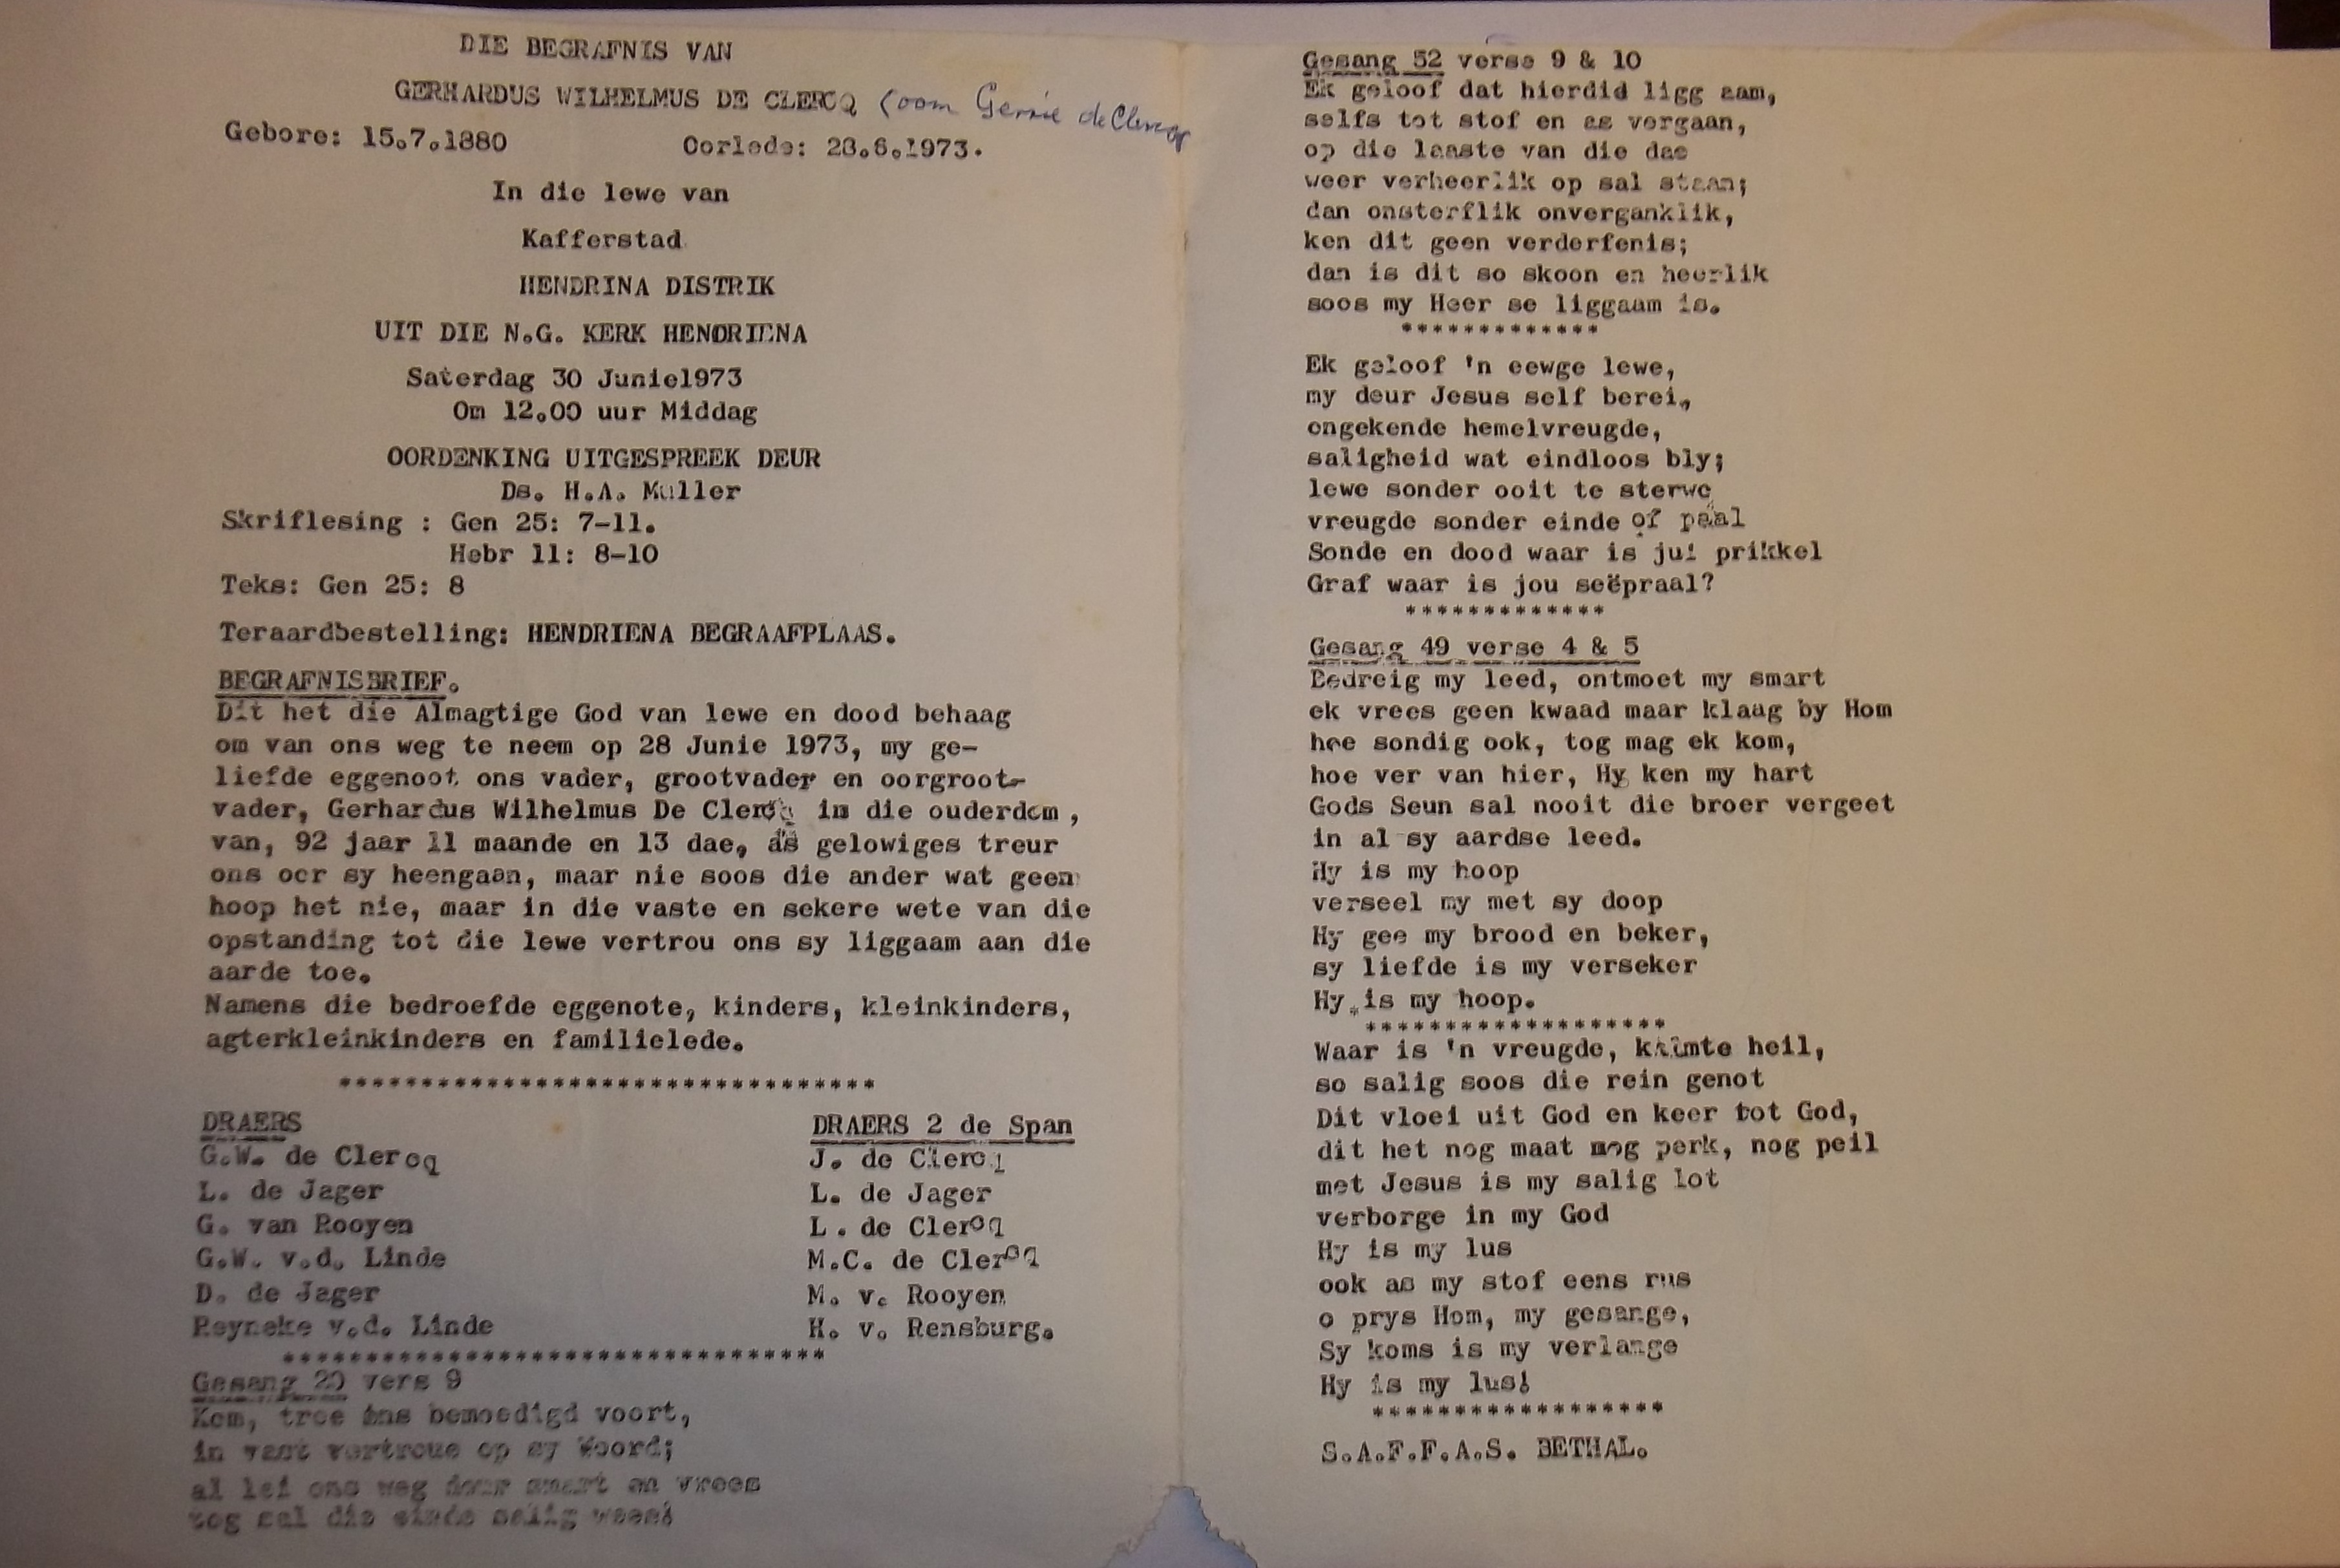 DIE BEGRAFNIS VAN
GERHARDUS WILHELMUS DE CLERCQ (oom Gerrie de Clercq
Gebore: 15.7.1880 Oorlede: 28.6.1973.
In die lewe van
Kafferstad
HENDRINA DISTRIK
UIT DIE N.G. KERK HENDRIENA
Saterdag 30 Junie1973
Om 12.00 uur Middag
OORDENKING UITGESPREEK DEUR
Ds. H.A. Muller
Skriflesing : Gen 25: 7-11.
Hebr 11: 8-10
Teks: Gen 25: 8
Teraardbestelling: HENDRIENA BEGRAAFPLAAS.
BEGRAFNISBRIEF.
Dit het die Almagtige God van lewe en dood behaag
om van ons weg te neem op 28 Junie 1973, my ge-
liefde eggenoot ons vader, grootvader en oorgroot-
vader, Gerhardus Wilhelmus De Clercq in die ouderdom ,
van, 92 jaar 11 maande en 13 dae, as gelowiges treur
ons oor sy heengaan, maar nie soos die ander wat geen
hoop het nie, maar in die vaste en sekere wete van die
opstanding tot die lewe vertrou ons sy liggaam aan die
aarde toe.
Namens die bedroefde eggenote, kinders, kleinkinders,
agterkleinkinders en familielede.
*********************************
DRAERS DRAERS 2 de Span
G.W. de Clercq J. de Clercq
L. de Jager L. de Jager
G. van Rooyen L. de Clercq
G.W. v.d. Linde M.C. de Clercq
D. de Jager M. v. Rooyen
Reyneke v.d. Linde H. v. Rensburg.
*********************************
Gesang 20 vers 9
Kom, tree ons bemoedigd voort,
in vast vertroue op sy Woord;
al lei ons weg deur smart en vrees
tog sal die einde salig wees!
Gesang 52 verse 9 & 10
Ek geloof dat hierdid ligg aam,
selfs tot stof en as vergaan,
op die laaste van die dae
weer verheerlik op sal staan;
dan onsterflik onverganklik,
ken dit geen verderfenis;
dan is dit so skoon en heerlik
soos my Heer se liggaam is.
*************
Ek geloof 'n eewge lewe,
my deur Jesus self berei,
ongekende hemelvreugde,
saligheid wat eindloos bly;
lewe sonder ooit te sterwe
vreugde sonder einde of paal
Sonde en dood waar is jul prikkel
Graf waar is jou seëpraal?
*************
Gesang 49 verse 4 & 5
Bedreig my leed, ontmoet my smart
ek vrees geen kwaad maar klaag by Hom
hoe sondig ook, tog mag ek kom,
hoe ver van hier, Hy ken my hart
Gods Seun sal nooit die broer vergeet
in al sy aardse leed.
Hy is my hoop
verseel my met sy doop
Hy gee my brood en beker,
sy liefde is my verseker
Hy is my hoop.
*******************
Waar is 'n vreugde, kalmte heil,
so salig soos die rein genot
Dit vloei uit God en keer tot God,
dit het nog maat nog perk, nog peil
met Jesus is my salig lot
verborge in my God
Hy is my lus
ook as my stof eens rus
o prys Hom, my gesange,
Sy koms is my verlange
Hy is my lus!
******************
S.A.F.F.A.S. BETHAL.